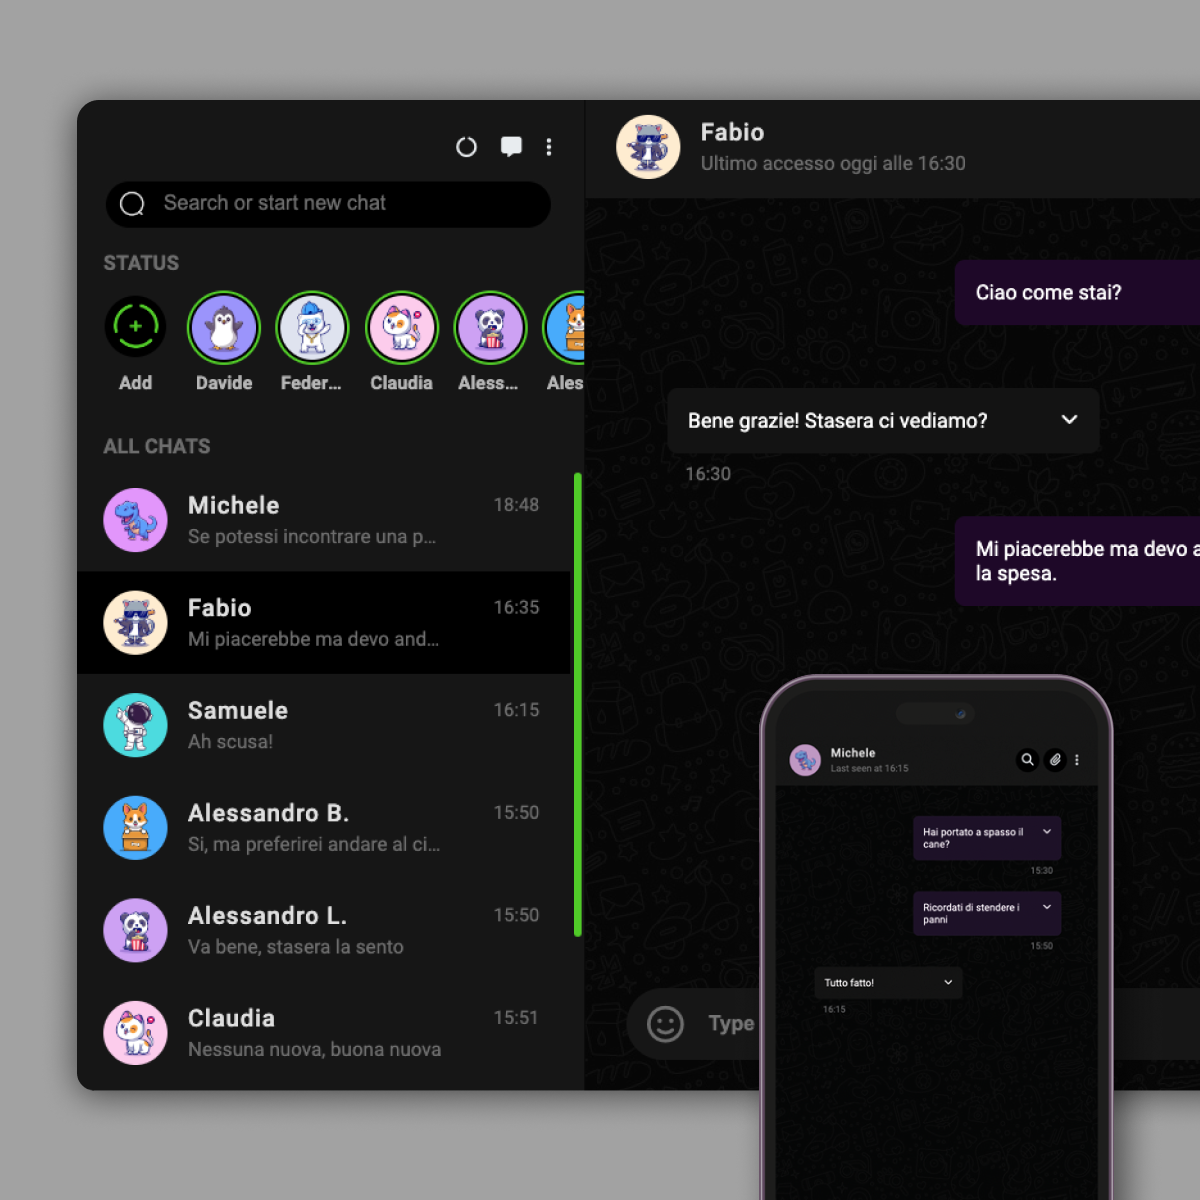 Search or start new chat
STATUS
Add
Davide
Feder...
Claudia
Aless...
Ales
ALL CHATS
Michele
18:48
Se potessi incontrare una p...
Fabio
16:35
Mi piacerebbe ma devo and...
Samuele
16:15
Ah scusa!
Alessandro B.
15:50
Si, ma preferirei andare al ci...
Alessandro L.
15:50
Va bene, stasera la sento
Claudia
15:51
Nessuna nuova, buona nuova
Fabio
Ultimo accesso oggi alle 16:30
Ciao come stai?
Bene grazie! Stasera ci vediamo?
16:30
Mi piacerebbe ma devo a
la spesa.
Type
Michele
Last seen at 16:15
Hai portato a spasso il
cane?
15:30
Ricordati di stendere i
panni
15:50
Tutto fatto!
16:15